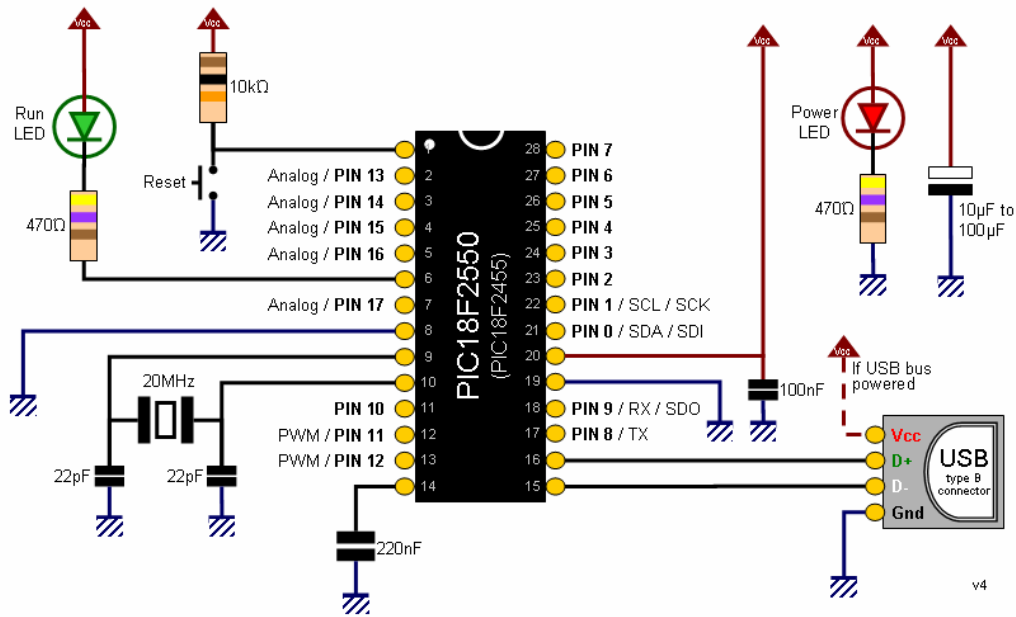 Vcc
Vcc
Vcc
Vcc
Vcc
10kΩ
Run
LED
Power
LED
Reset
470Ω
470Ω
10µF to
100µF
1
2
3
4
5
6
7
8
9
10
11
12
13
14
28
27
26
25
24
23
22
21
20
19
18
17
16
15
Analog / PIN 13
Analog / PIN 14
Analog / PIN 15
Analog / PIN 16
Analog / PIN 17
PIN 10
PWM / PIN 11
PWM / PIN 12
PIC18F2550
(PIC18F2455)
PIN 7
PIN 6
PIN 5
PIN 4
PIN 3
PIN 2
PIN 1 / SCL / SCK
PIN 0 / SDA / SDI
PIN 9 / RX / SDO
PIN 8 / TX
20MHz
22pF
22pF
220nF
100nF
Vcc
If USB bus
powered
Vcc
D+
D-
Gnd
USB
type B
connector
v4